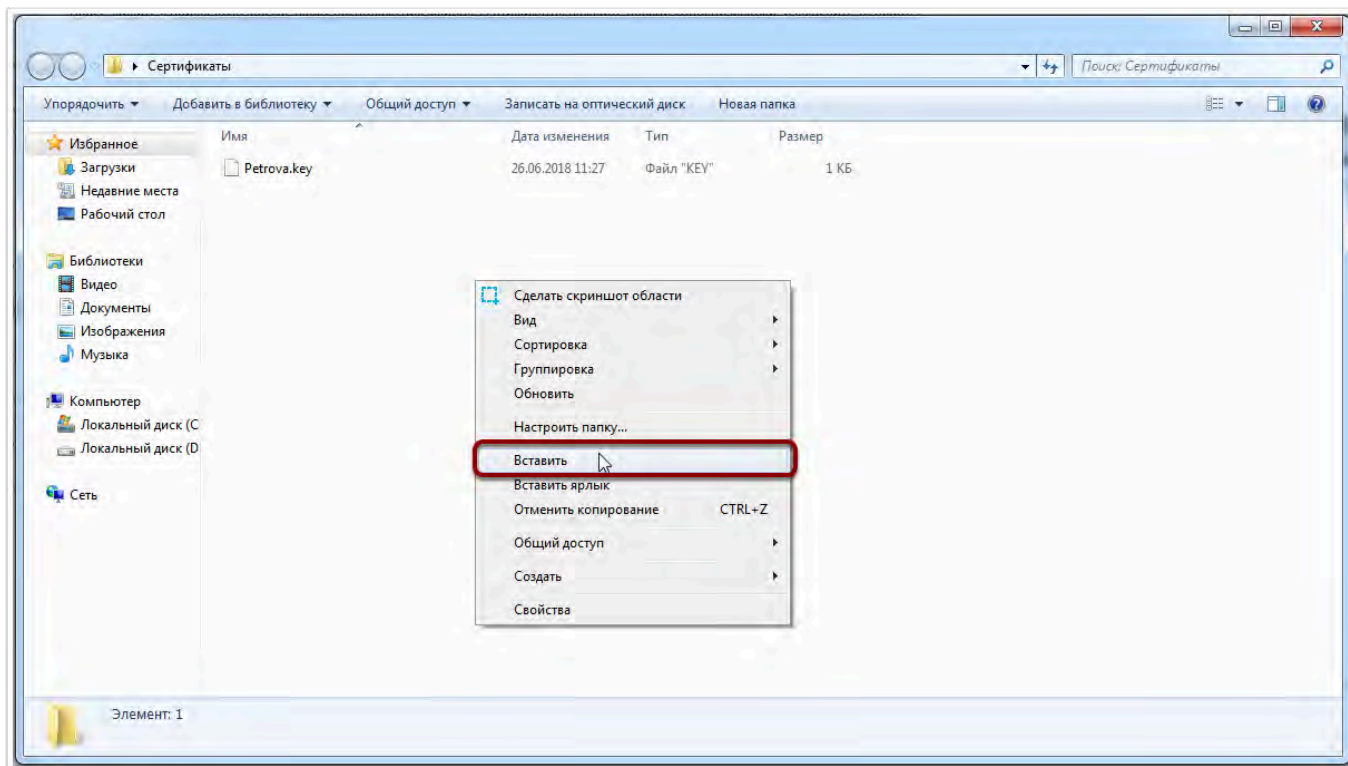 Сертификаты
Поиск: Сертификаты
Упорядочить
Добавить в библиотеку
Общий доступ
Записать на оптический диск
Новая папка
Имя
Дата изменения
Тип
Размер
Petrova.key
26.06.2018 11:27
Файл "KEY"
1 КБ
Избранное
Загрузки
Недавние места
Рабочий стол
Библиотеки
Видео
Документы
Изображения
Музыка
Компьютер
Локальный диск (C
Локальный диск (D
Сеть
Сделать скриншот области
Вид
Сортировка
Группировка
Обновить
Настроить папку...
Вставить
Вставить ярлык
Отменить копирование CTRL+Z
Общий доступ
Создать
Свойства
Элемент: 1